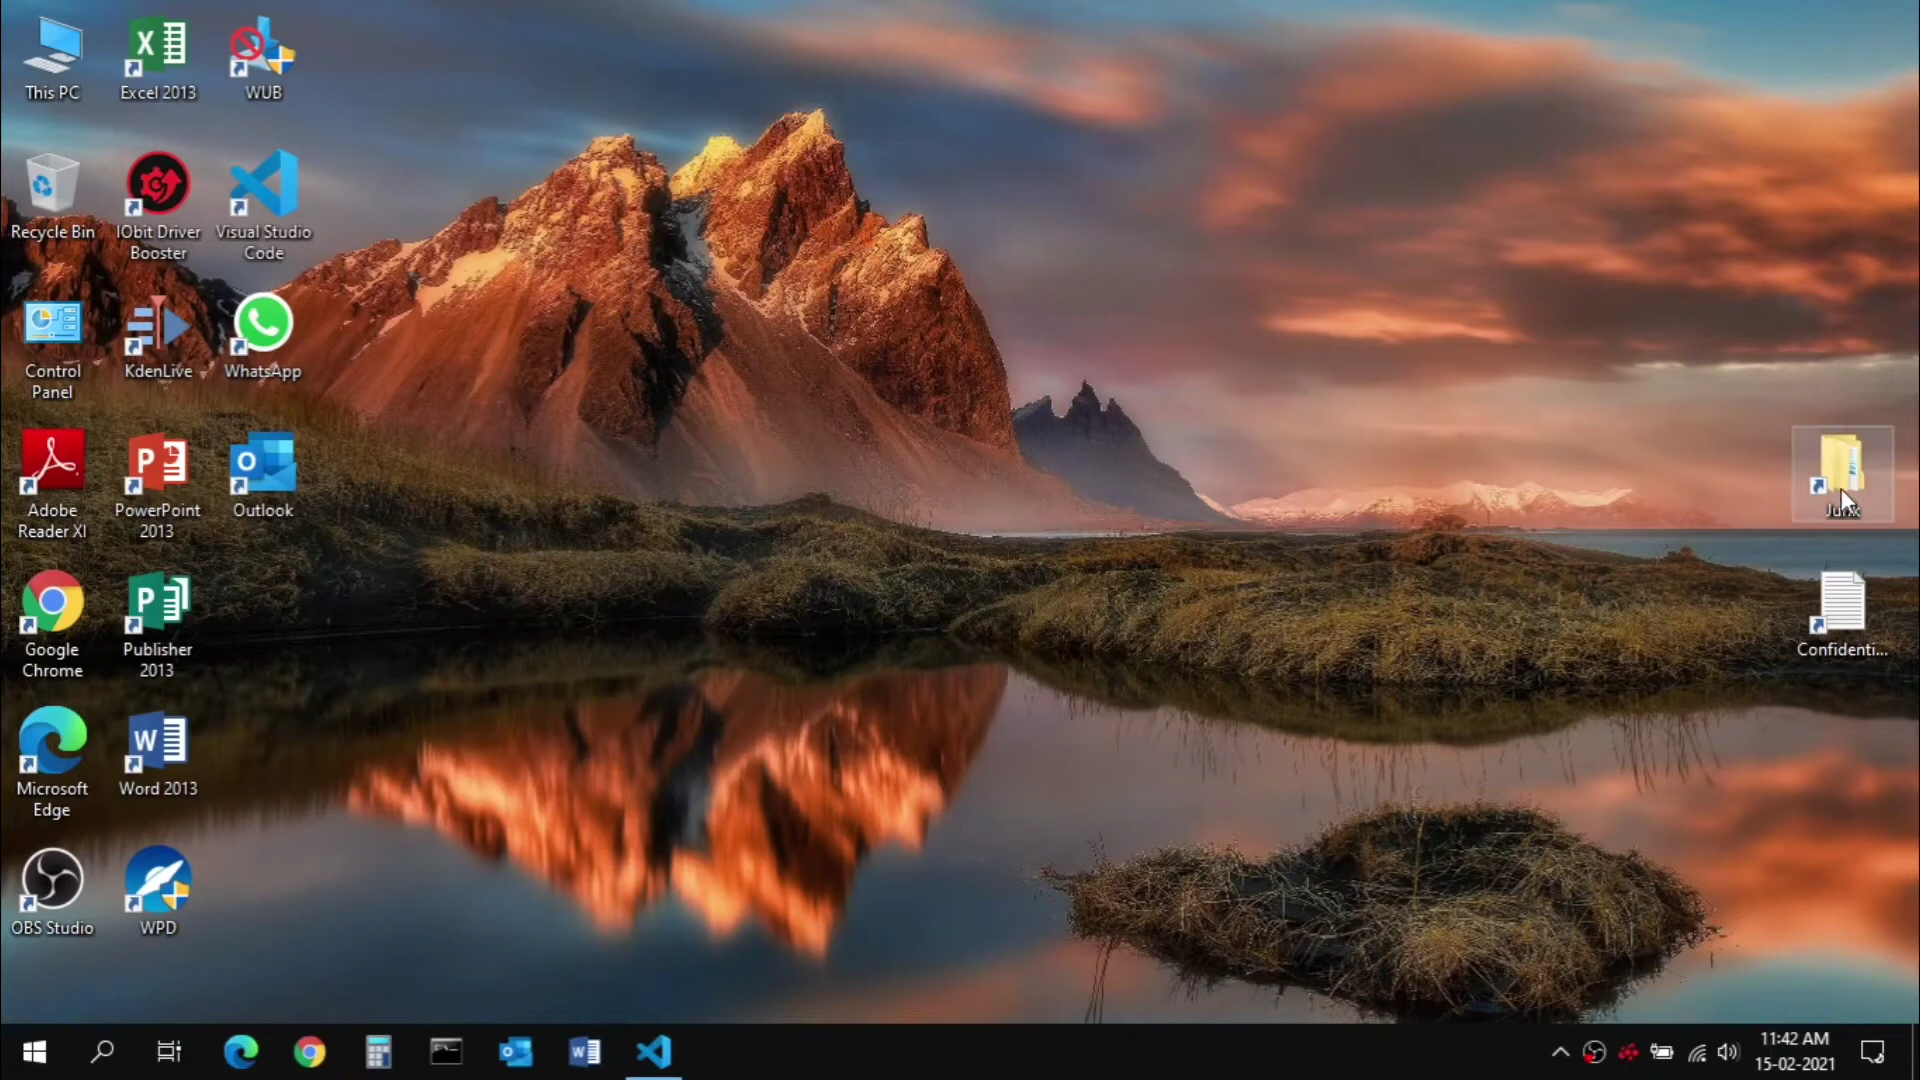 This PC
Excel 2013
WUB
Recycle Bin
IObit Driver
Booster
Visual Studio
Code
Control
Panel
KdenLive
WhatsApp
Adobe
Reader XI
PowerPoint
2013
Outlook
Junk
Google
Chrome
Publisher
2013
Confidenti...
Microsoft
Edge
Word 2013
OBS Studio
WPD
11:42 AM
15-02-2021